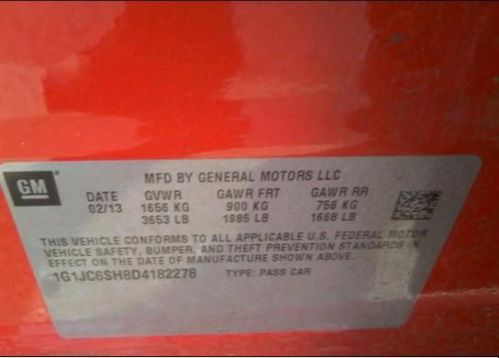 GM
MFD BY GENERAL MOTORS LLC
DATE GVWR GAWR FRT GAWR RR
02/13 1656 KG 900 KG 756 KG
3653 LB 1985 LB 1668 LB
THIS VEHICLE CONFORMS TO ALL APPLICABLE U.S. FEDERAL MOTOR
VEHICLE SAFETY, BUMPER, AND THEFT PREVENTION STANDARDS IN
EFFECT ON THE DATE OF MANUFACTURE SHOWN ABOVE.
1G1JC6SH8D4182278 TYPE: PASS CAR